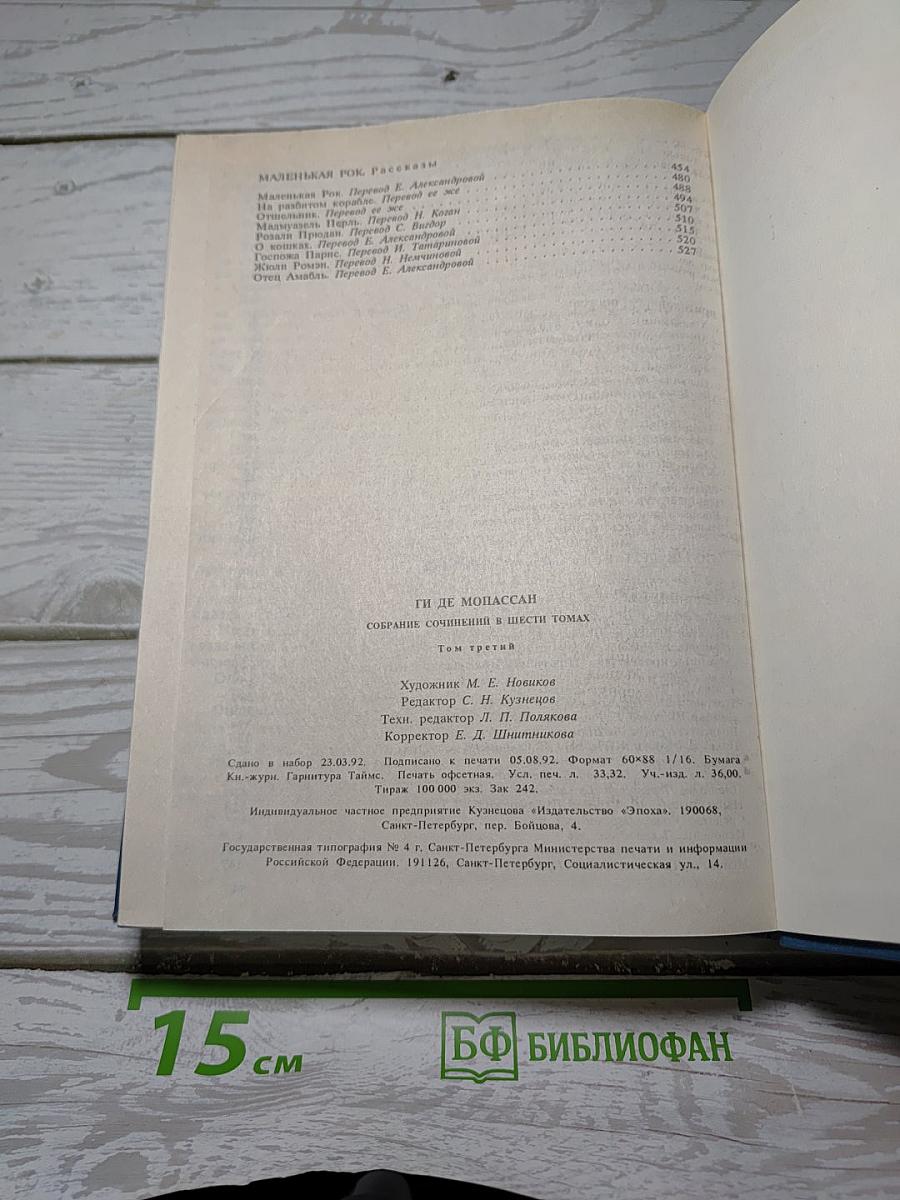 МАЛЕНЬКАЯ РОК. Рассказы
Маленькая Рок. Перевод Е. Александровой . . . 454
На разбитом корабле. Перевод ее же . . . 480
Отшельник. Перевод ее же . . . 488
Мадмуазель Перль. Перевод Н. Коган . . . 494
Розали Прюдан. Перевод С. Вигдор . . . 507
О кошках. Перевод Е. Александровой . . . 510
Госпожа Парис. Перевод И. Татариновой . . . 515
Жюли Ромэн. Перевод Н. Немчиновой . . . 520
Отец Амабль. Перевод Е. Александровой . . . 527
ГИ ДЕ МОПАССАН
СОБРАНИЕ СОЧИНЕНИЙ В ШЕСТИ ТОМАХ
Том третий
Художник М. Е. Новиков
Редактор С. Н. Кузнецов
Техн. редактор Л. П. Полякова
Корректор Е. Д. Шнитникова
Сдано в набор 23.03.92. Подписано к печати 05.08.92. Формат 60×88 1/16. Бумага
Кн.-журн. Гарнитура Таймс. Печать офсетная. Усл. печ. л. 33,32. Уч.-изд. л. 36,00.
Тираж 100 000 экз. Зак 242.
Индивидуальное частное предприятие Кузнецова «Издательство «Эпоха». 190068,
Санкт-Петербург, пер. Бойцова, 4.
Государственная типография № 4 г. Санкт-Петербурга Министерства печати и информации
Российской Федерации. 191126, Санкт-Петербург, Социалистическая ул., 14.
15 см
БФ БИБЛИОФАН